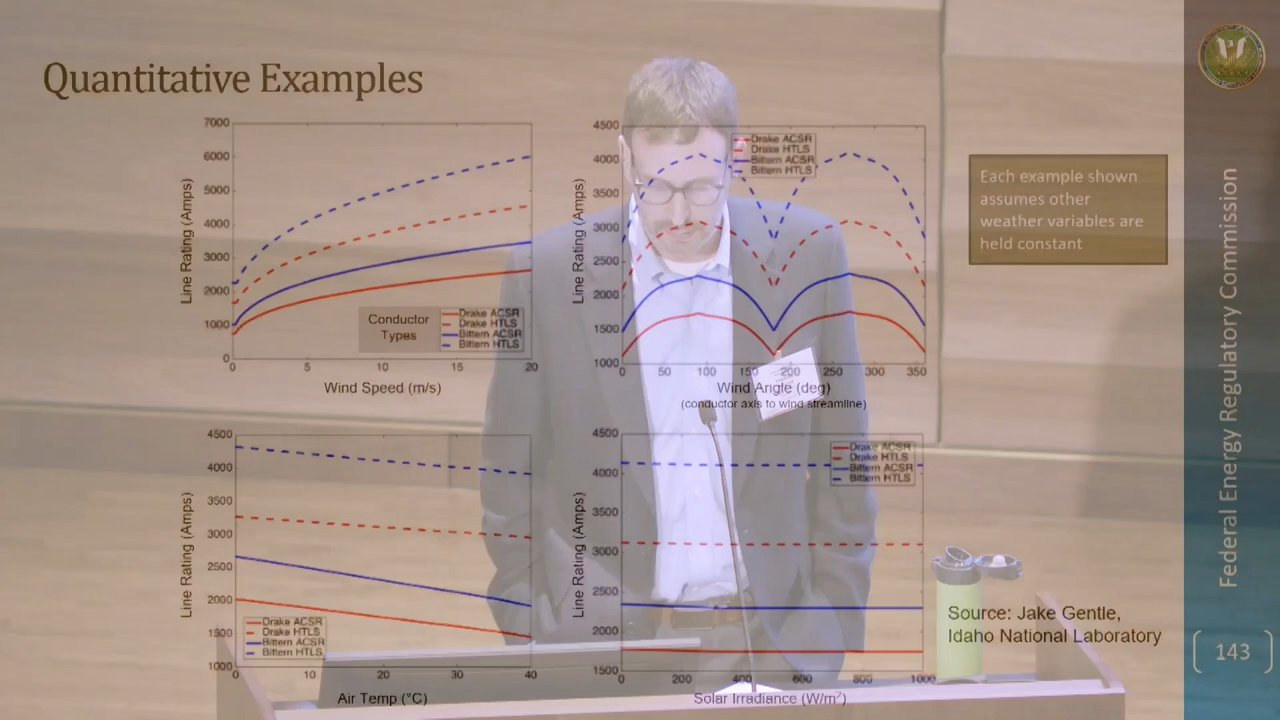 Quantitative Examples
7000
6000
5000
4000
3000
2000
1000
0
0
5
10
15
20
Line Rating (Amps)
Wind Speed (m/s)
Conductor
Types
Drake ACSR
Drake HTLS
Bittern ACSR
Bittern HTLS
4500
4000
3500
3000
2500
2000
1500
1000
0
50
100
150
200
250
300
350
Line Rating (Amps)
Wind Angle (deg)
(conductor axis to wind streamline)
Drake ACSR
Drake HTLS
Bittern ACSR
Bittern HTLS
Each example shown
assumes other
weather variables are
held constant
4500
4000
3500
3000
2500
2000
1500
1000
0
10
20
30
40
Line Rating (Amps)
Air Temp (°C)
Drake ACSR
Drake HTLS
Bittern ACSR
Bittern HTLS
4500
4000
3500
3000
2500
2000
1500
0
200
400
600
800
1000
Line Rating (Amps)
Solar Irradiance (W/m²)
Drake ACSR
Drake HTLS
Bittern ACSR
Bittern HTLS
Source: Jake Gentle,
Idaho National Laboratory
Federal Energy Regulatory Commission
143